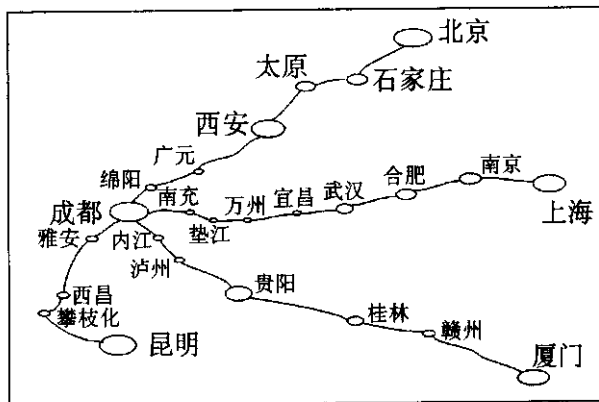 北京
太原
石家庄
西安
广元
绵阳
成都
南充
垫江
万州
宜昌
武汉
合肥
南京
上海
雅安
内江
泸州
贵阳
桂林
赣州
厦门
西昌
攀枝化
昆明